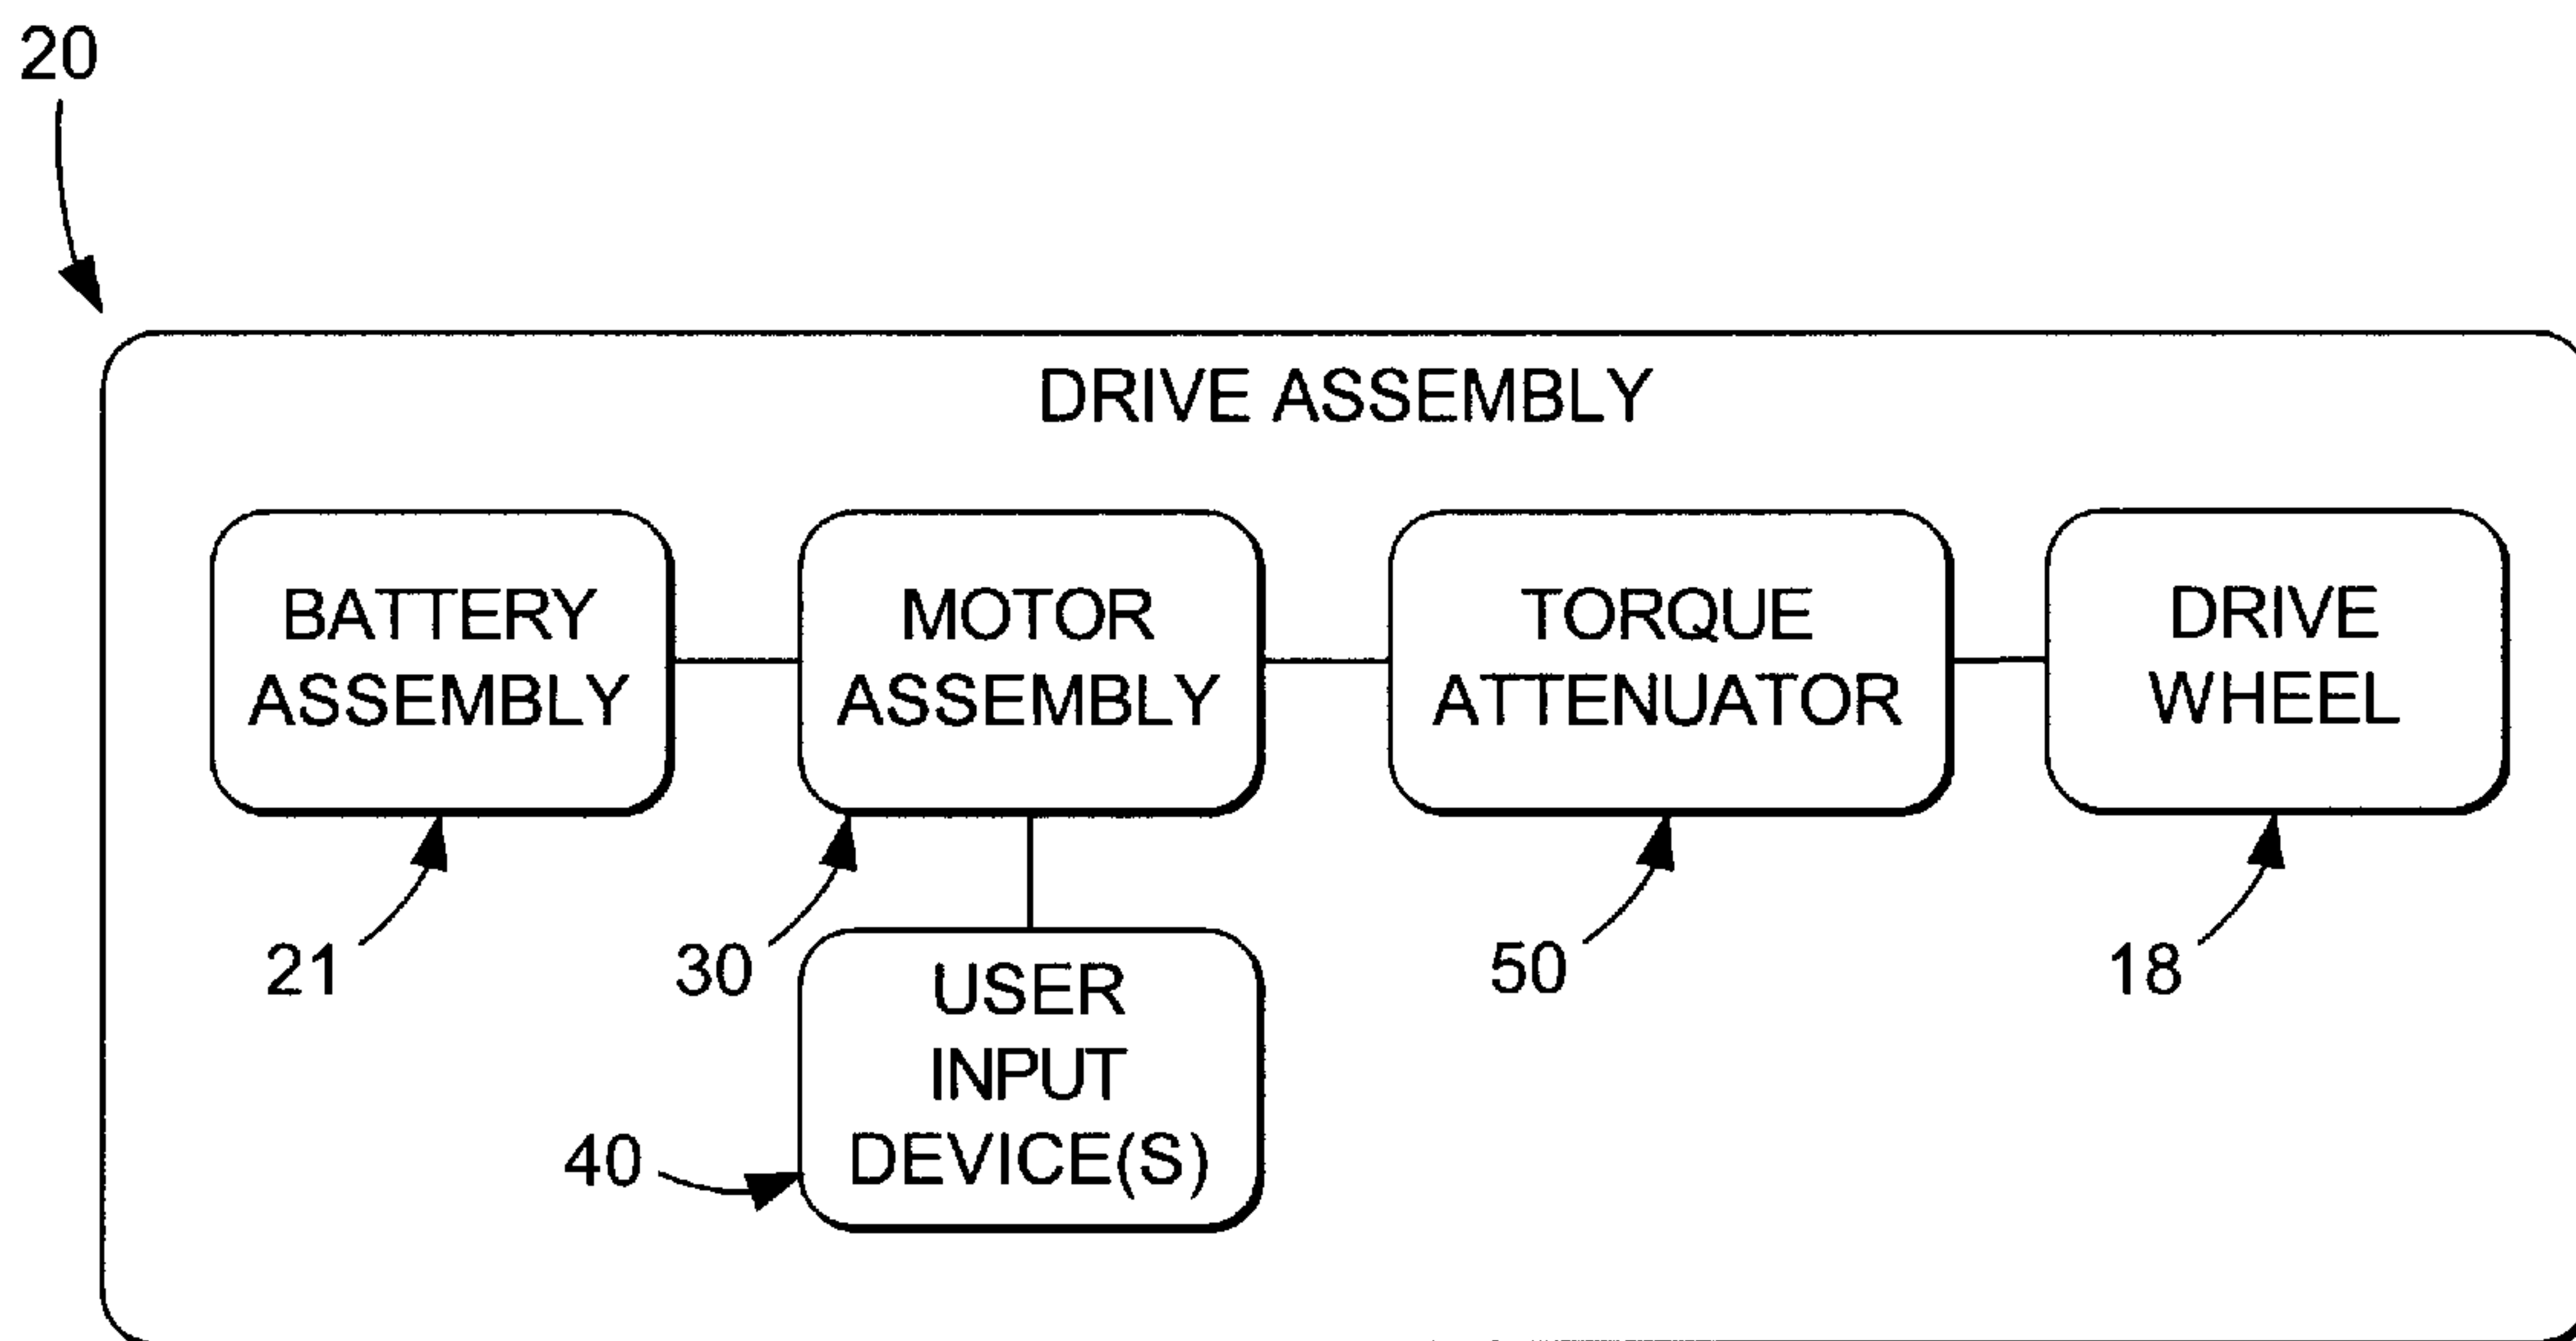 20
DRIVE ASSEMBLY
BATTERY
ASSEMBLY
MOTOR
ASSEMBLY
TORQUE
ATTENUATOR
DRIVE
WHEEL
21
30
50
18
USER
INPUT
DEVICE(S)
40